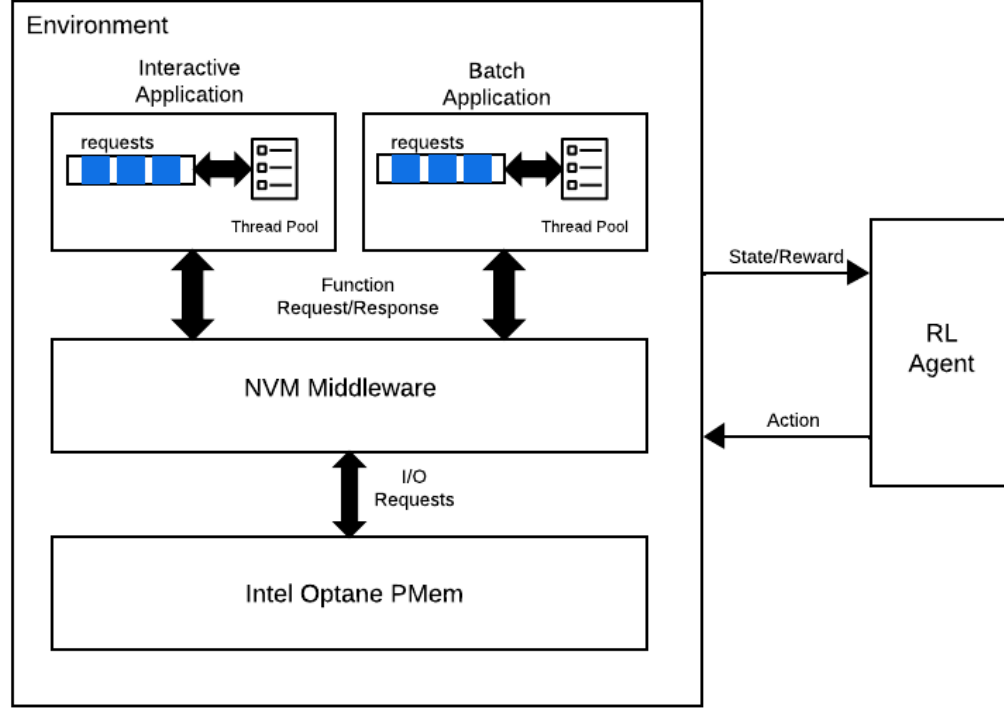 Environment
Interactive
Application
Batch
Application
requests
Thread Pool
requests
Thread Pool
Function
Request/Response
NVM Middleware
I/O
Requests
Intel Optane PMem
State/Reward
RL
Agent
Action